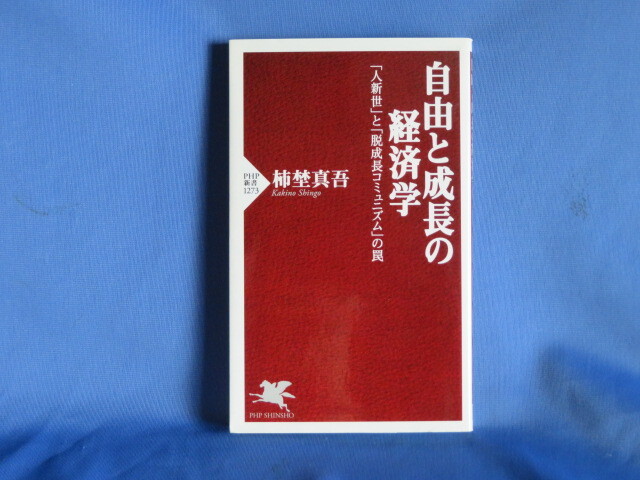 自由と成長の
経済学
「人新世」と「脱成長コミュニズム」の罠
PHP
新書
1273
柿埜真吾
Kakino Shingo
PHP SHINSHO